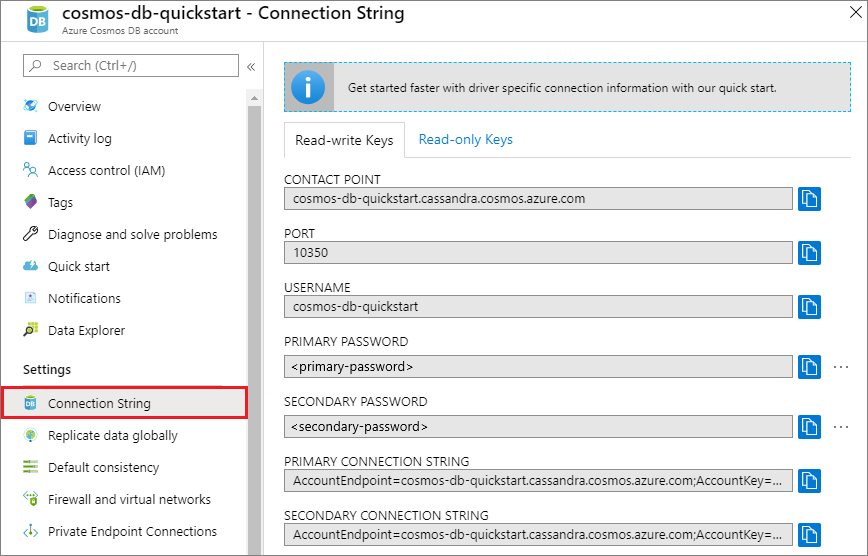 cosmos-db-quickstart - Connection String
Azure Cosmos DB account
Search (Ctrl+/)
«
Overview
Activity log
Access control (IAM)
Tags
Diagnose and solve problems
Quick start
Notifications
Data Explorer
Settings
DB Connection String
Replicate data globally
Default consistency
Firewall and virtual networks
Private Endpoint Connections
DB
i Get started faster with driver specific connection information with our quick start.
Read-write Keys Read-only Keys
CONTACT POINT
cosmos-db-quickstart.cassandra.cosmos.azure.com
PORT
10350
USERNAME
cosmos-db-quickstart
PRIMARY PASSWORD
<primary-password>
...
SECONDARY PASSWORD
<secondary-password>
...
PRIMARY CONNECTION STRING
AccountEndpoint=cosmos-db-quickstart.cassandra.cosmos.azure.com;AccountKey=...
SECONDARY CONNECTION STRING
AccountEndpoint=cosmos-db-quickstart.cassandra.cosmos.azure.com;AccountKey=...